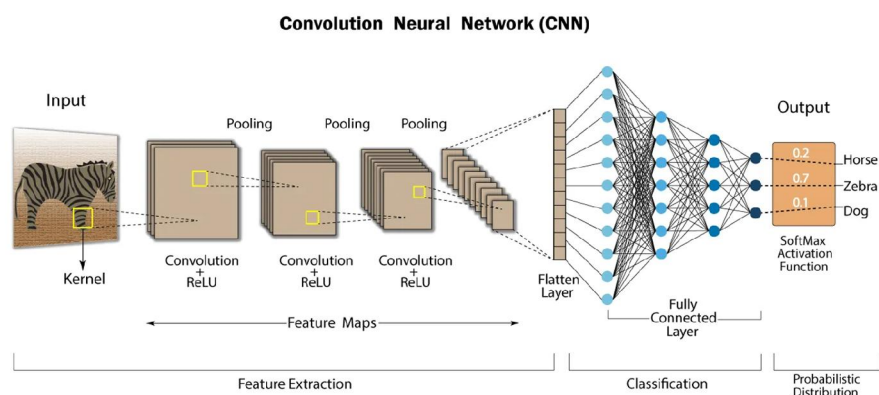 Convolution Neural Network (CNN)
Input
Pooling
Pooling
Pooling
Output
0.2
Horse
0.7
Zebra
0.1
Dog
Kernel
Convolution
+
ReLU
Convolution
+
ReLU
Convolution
+
ReLU
Flatten
Layer
SoftMax
Activation
Function
Fully
Connected
Layer
Feature Maps
Feature Extraction
Classification
Probabilistic
Distribution